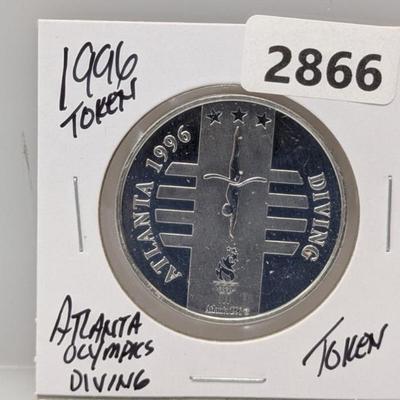 1996
TOKEN
2866
ATLANTA 1996
DIVING
ATLANTA
OLYMPICS
DIVING
TOKEN